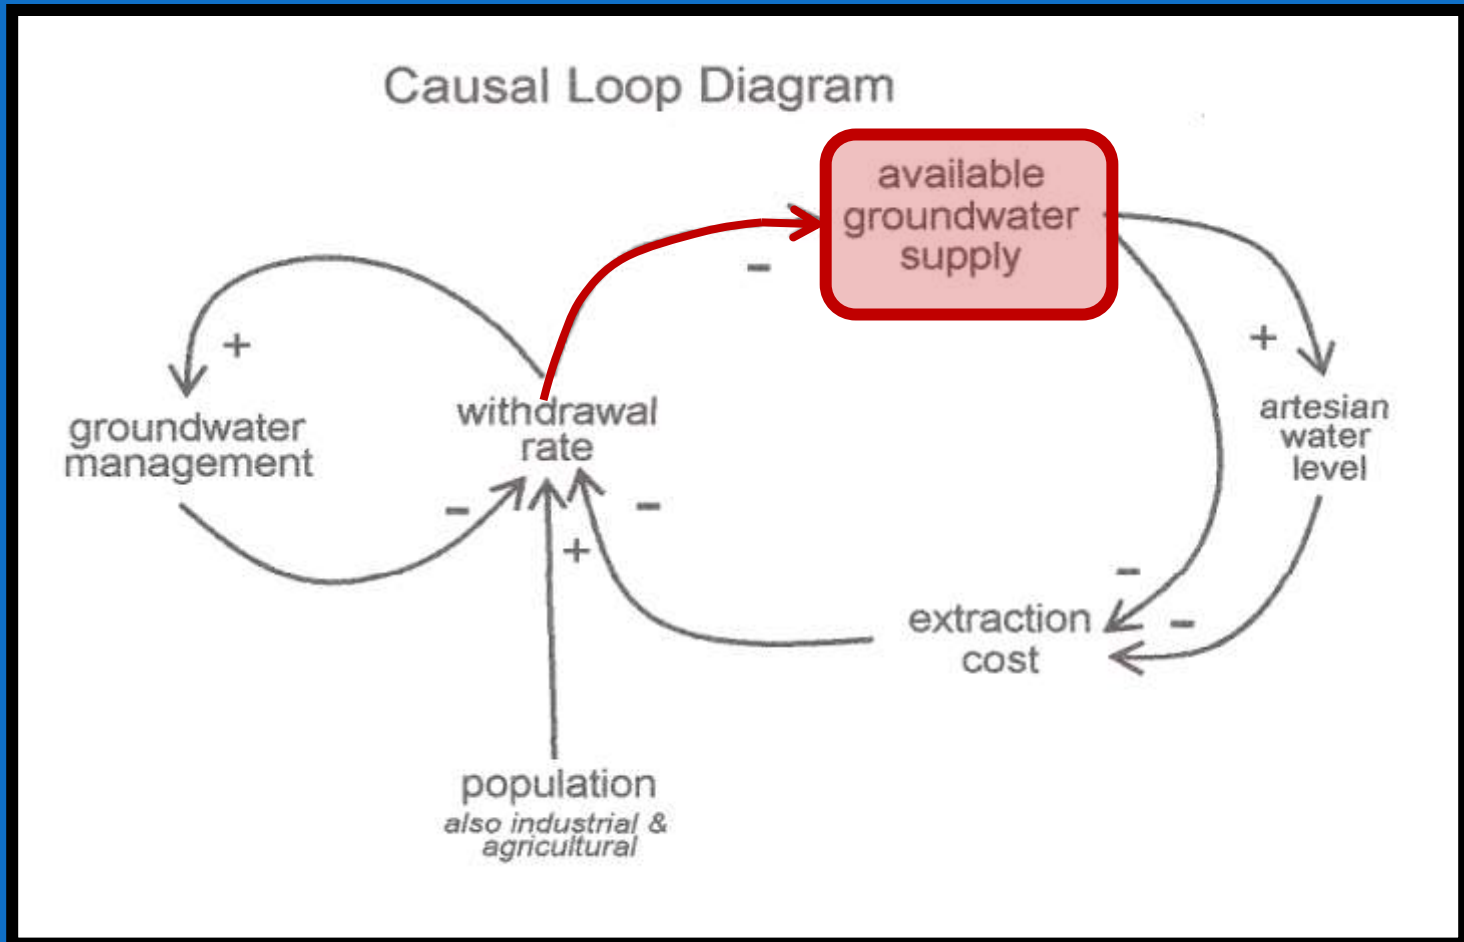 Causal Loop Diagram
available
groundwater
supply
-
+
+
groundwater
management
withdrawal
rate
artesian
water
level
-
-
+
-
-
extraction
cost
population
also industrial &
agricultural